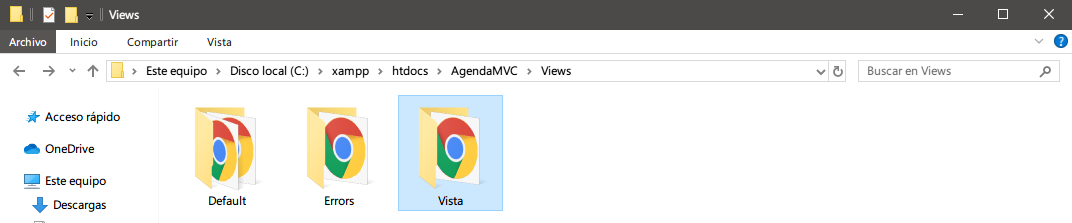 Views
Archivo Inicio Compartir Vista
Este equipo Disco local (C:) xampp htdocs AgendaMVC Views Buscar en Views
Acceso rápido
OneDrive
Este equipo
Descargas
Default Errors Vista